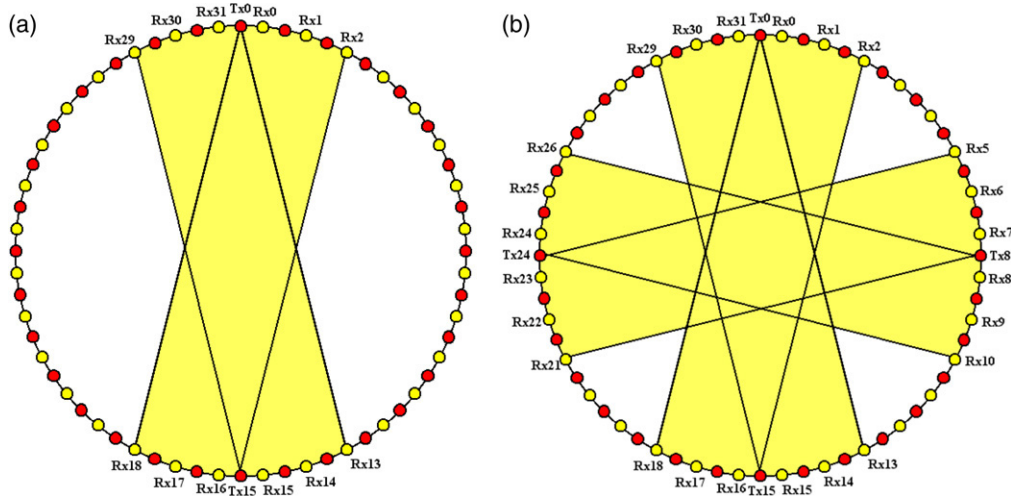 (a)
Rx30 Rx31 Tx0 Rx0 Rx1
Rx29 Rx2
Rx18 Rx13
Rx17 Rx16 Tx15 Rx15 Rx14
(b)
Rx30 Rx31 Tx0 Rx0 Rx1
Rx29 Rx2
Rx26 Rx5
Rx25 Rx6
Rx24 Rx7
Tx24 Tx8
Rx23 Rx8
Rx22 Rx9
Rx21 Rx10
Rx18 Rx13
Rx17 Rx16 Tx15 Rx15 Rx14